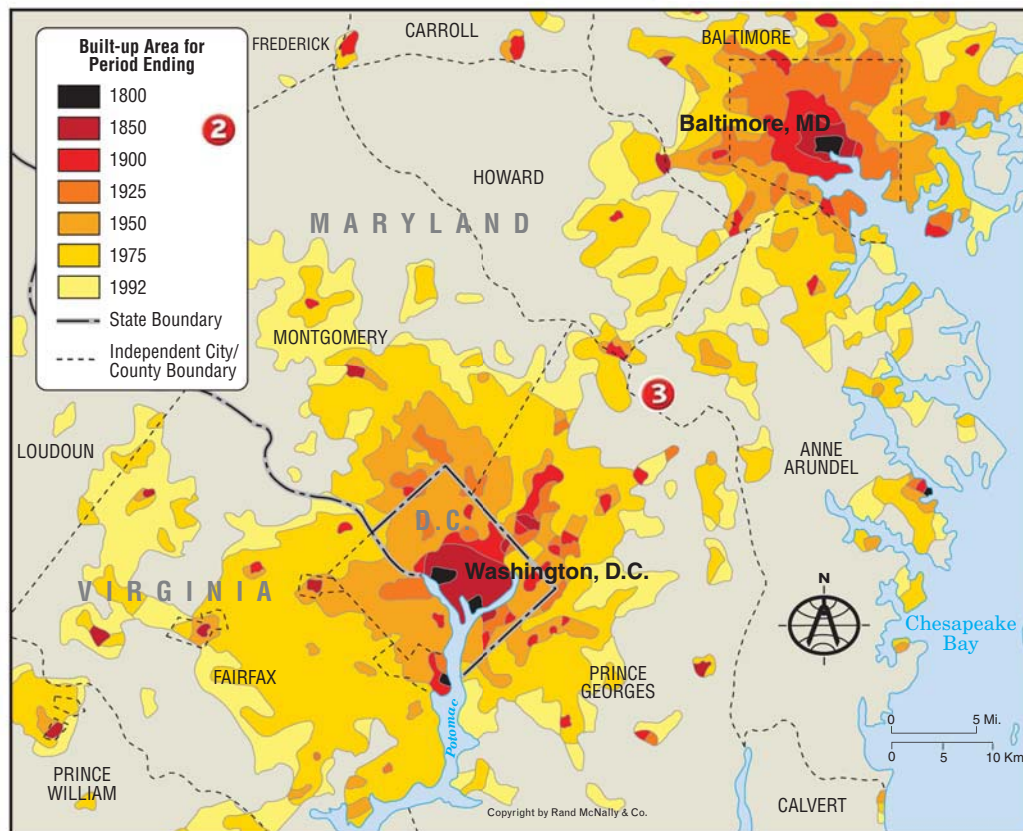 Built-up Area for
Period Ending
1800
1850
1900
1925
1950
1975
1992
State Boundary
Independent City/
County Boundary
2
FREDERICK
CARROLL
BALTIMORE
Baltimore, MD
HOWARD
MARYLAND
MONTGOMERY
3
LOUDOUN
ANNE
ARUNDEL
D.C.
Washington, D.C.
VIRGINIA
N
Chesapeake
Bay
FAIRFAX
PRINCE
GEORGES
Potomac
0 5 Mi.
0 5 10 Km
PRINCE
WILLIAM
Copyright by Rand McNally & Co.
CALVERT